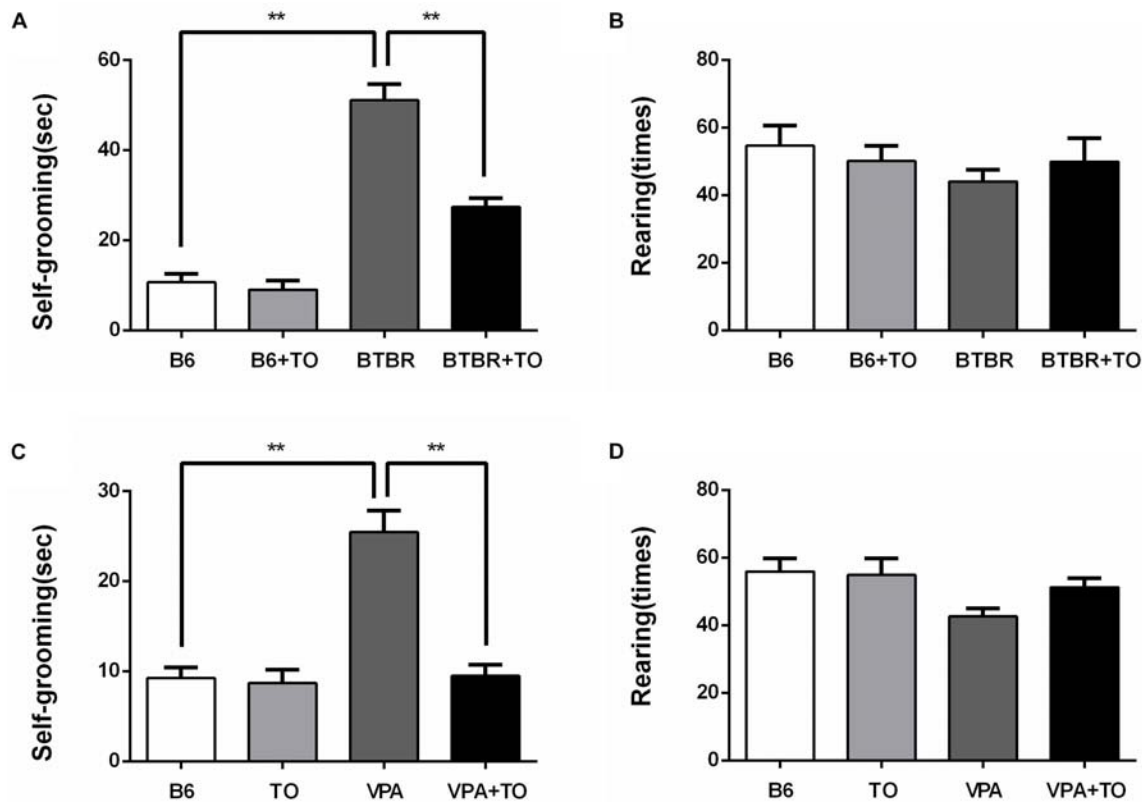 A
**
**
Self-grooming(sec)
60
40
20
0
B6
B6+TO
BTBR
BTBR+TO
B
Rearing(times)
80
60
40
20
0
B6
B6+TO
BTBR
BTBR+TO
C
**
**
Self-grooming(sec)
30
20
10
0
B6
TO
VPA
VPA+TO
D
Rearing(times)
80
60
40
20
0
B6
TO
VPA
VPA+TO